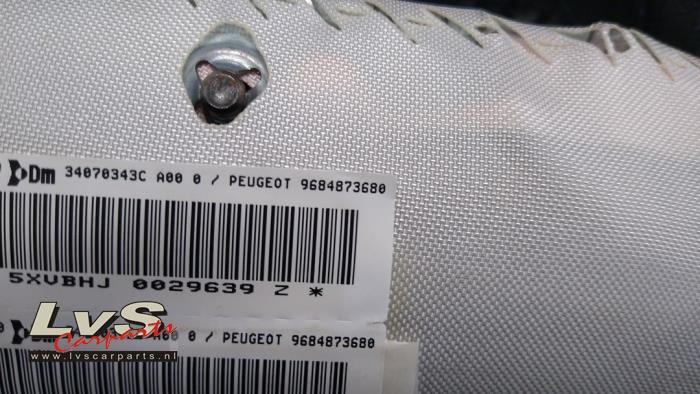 Dm 34070343C A00 0 / PEUGEOT 9684873680
5XVBHJ 0029639 Z *
LvS
Carparts
A00 0 / PEUGEOT 9684873680
www.lvscarparts.nl